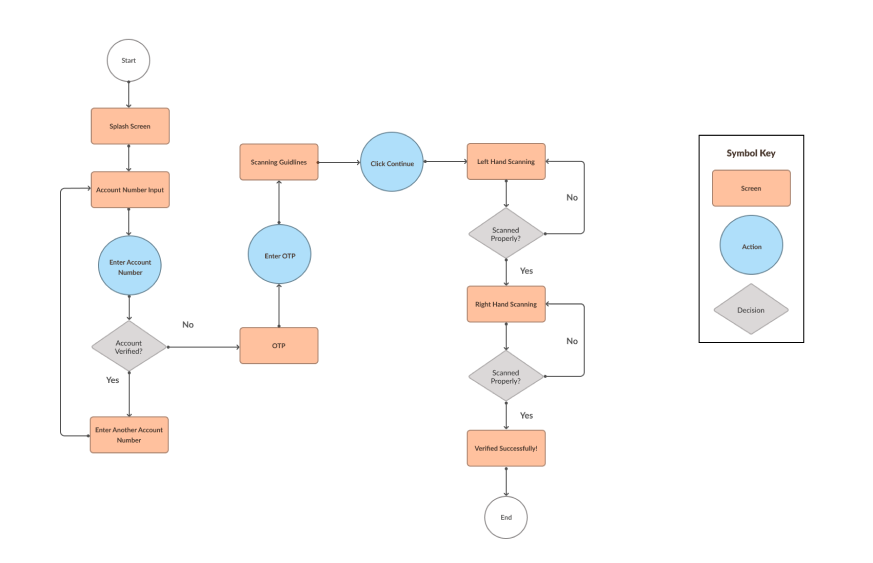 Start
Splash Screen
Account Number Input
Enter Account
Number
Account
Verified?
No
Yes
Enter Another Account
Number
OTP
Enter OTP
Scanning Guidlines
Click Continue
Left Hand Scanning
No
Scanned
Properly?
Yes
Right Hand Scanning
No
Scanned
Properly?
Yes
Verified Successfully!
End
Symbol Key
Screen
Action
Decision